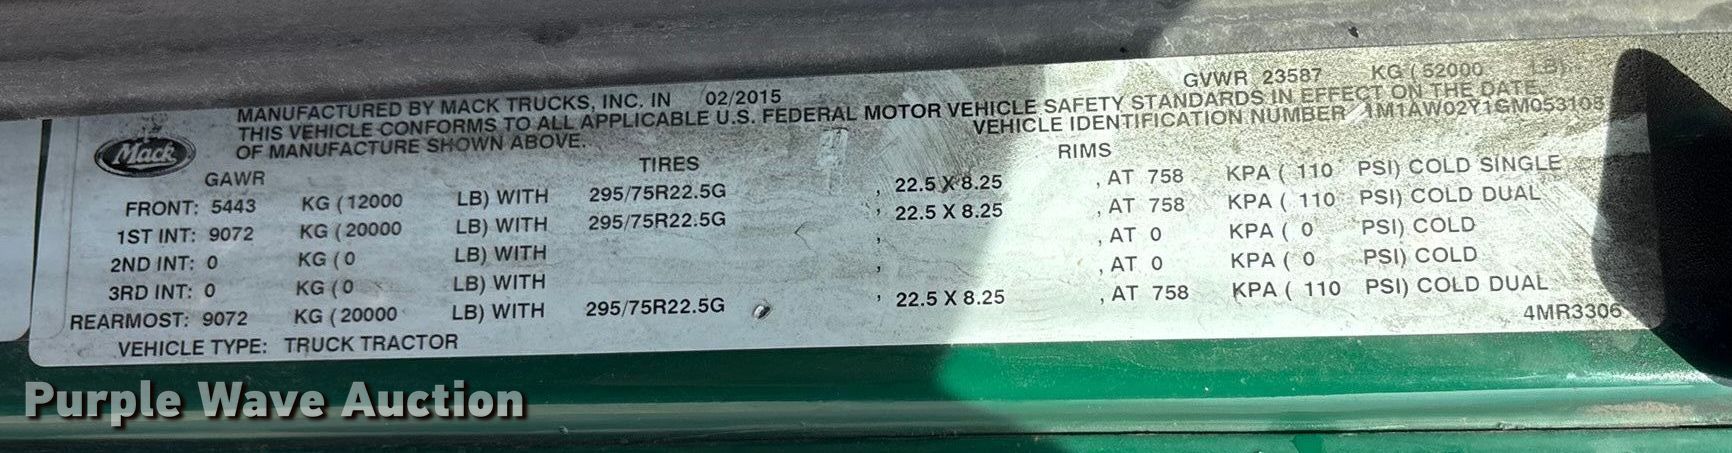 GVWR 23587 KG ( 52000 LB)
MANUFACTURED BY MACK TRUCKS, INC. IN 02/2015
THIS VEHICLE CONFORMS TO ALL APPLICABLE U.S. FEDERAL MOTOR VEHICLE SAFETY STANDARDS IN EFFECT ON THE DATE
OF MANUFACTURE SHOWN ABOVE. VEHICLE IDENTIFICATION NUMBER 1M1AW02Y1GM053108
Mack
GAWR TIRES RIMS
FRONT: 5443 KG ( 12000 LB) WITH 295/75R22.5G , 22.5 X 8.25 , AT 758 KPA ( 110 PSI) COLD SINGLE
1ST INT: 9072 KG ( 20000 LB) WITH 295/75R22.5G , 22.5 X 8.25 , AT 758 KPA ( 110 PSI) COLD DUAL
2ND INT: 0 KG ( 0 LB) WITH , , AT 0 KPA ( 0 PSI) COLD
3RD INT: 0 KG ( 0 LB) WITH , , AT 0 KPA ( 0 PSI) COLD
REARMOST: 9072 KG ( 20000 LB) WITH 295/75R22.5G , 22.5 X 8.25 , AT 758 KPA ( 110 PSI) COLD DUAL
VEHICLE TYPE: TRUCK TRACTOR 4MR3306
Purple Wave Auction